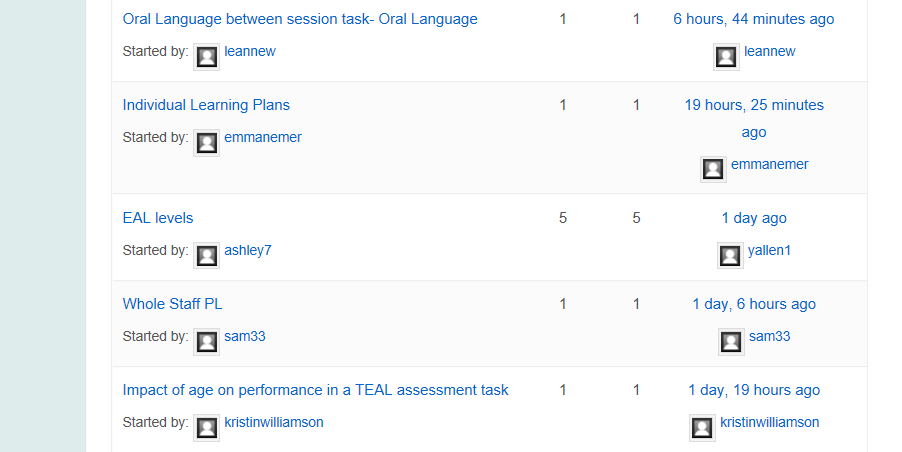 Oral Language between session task- Oral Language 1 1 6 hours, 44 minutes ago
Started by: leannew leannew
Individual Learning Plans 1 1 19 hours, 25 minutes
ago
Started by: emmanemer
emmanemer
EAL levels 5 5 1 day ago
Started by: ashley7 yallen1
Whole Staff PL 1 1 1 day, 6 hours ago
Started by: sam33 sam33
Impact of age on performance in a TEAL assessment task 1 1 1 day, 19 hours ago
Started by: kristinwilliamson kristinwilliamson